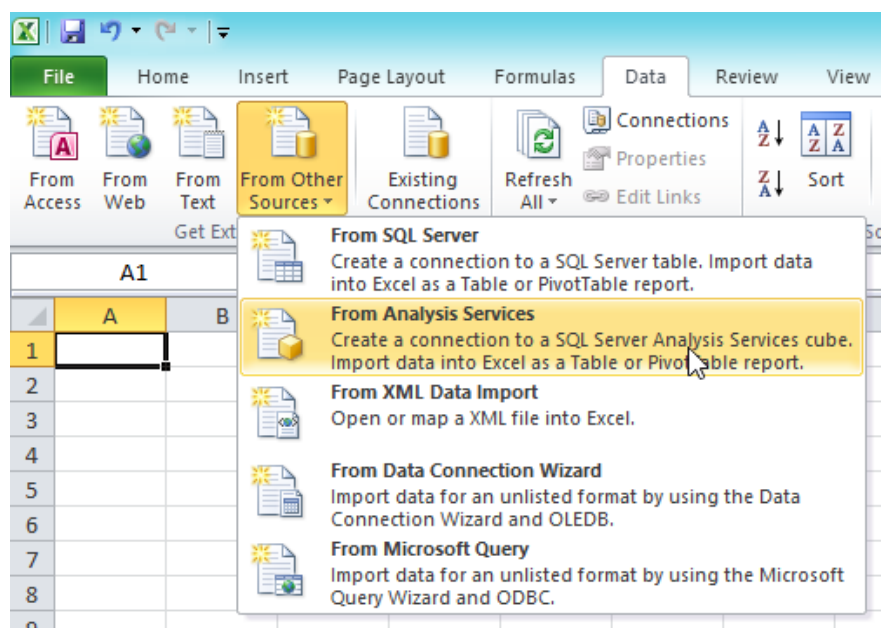 File Home Insert Page Layout Formulas Data Review View
From Access
From Web
From Text
From Other Sources
Existing Connections
Refresh All
Connections
Properties
Edit Links
A Z
Z A
A Z Z A
Sort
Get Ext
A1
A B
1
2
3
4
5
6
7
8
9
From SQL Server
Create a connection to a SQL Server table. Import data
into Excel as a Table or PivotTable report.
From Analysis Services
Create a connection to a SQL Server Analysis Services cube.
Import data into Excel as a Table or PivotTable report.
From XML Data Import
Open or map a XML file into Excel.
From Data Connection Wizard
Import data for an unlisted format by using the Data
Connection Wizard and OLEDB.
From Microsoft Query
Import data for an unlisted format by using the Microsoft
Query Wizard and ODBC.